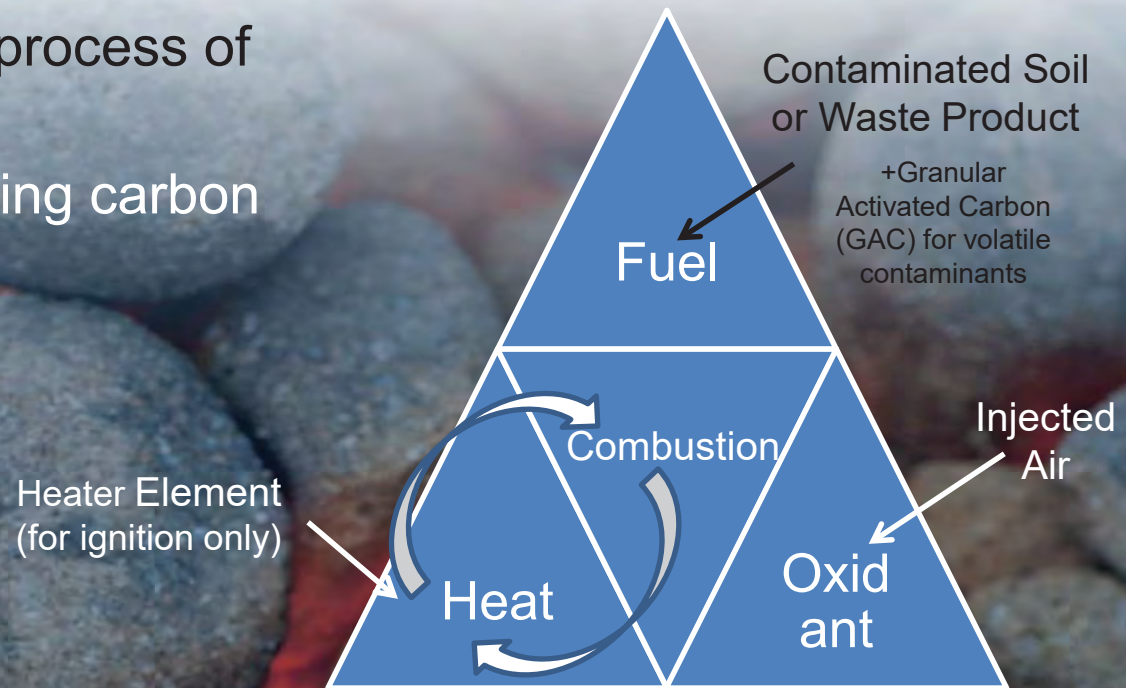 process of
ing carbon
Contaminated Soil
or Waste Product
+Granular
Activated Carbon
(GAC) for volatile
contaminants
Fuel
Combustion
Injected
Air
Heater Element
(for ignition only)
Heat
Oxid
ant